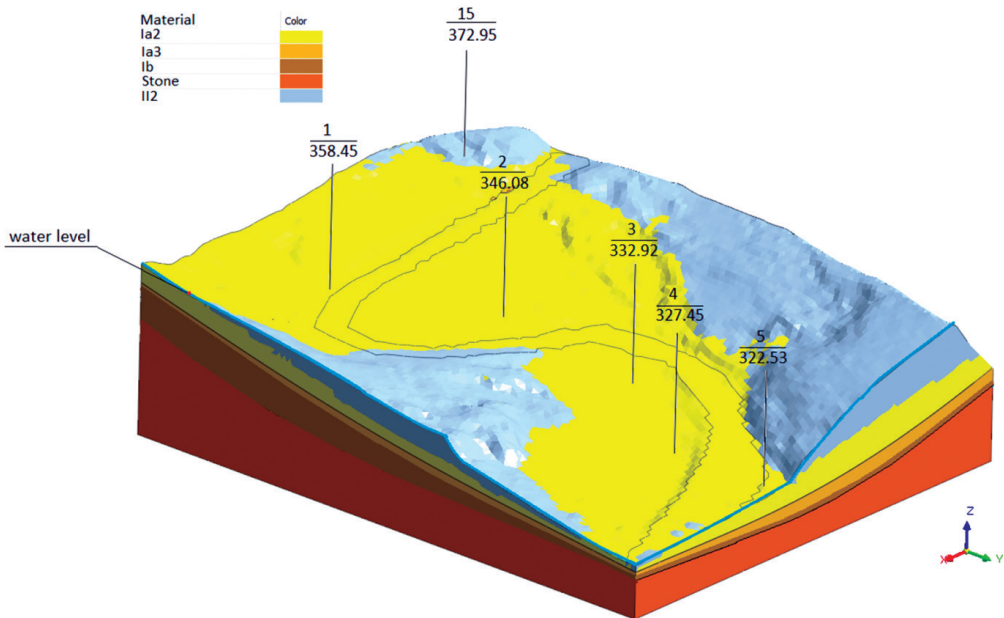 Material Color
Ia2
Ia3
Ib
Stone
II2
15
372.95
1
358.45
2
346.08
3
332.92
4
327.45
5
322.53
water level
Z
X
Y